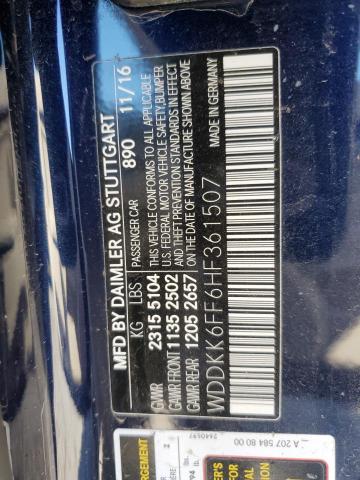 MFD BY DAIMLER AG STUTTGART
PASSENGER CAR 890 11/16
KG LBS
GVWR 2315 5104
GAWR FRONT 1135 2502
GAWR REAR 1205 2657
THIS VEHICLE CONFORMS TO ALL APPLICABLE
U.S. FEDERAL MOTOR VEHICLE SAFETY, BUMPER
AND THEFT PREVENTION STANDARDS IN EFFECT
ON THE DATE OF MANUFACTURE SHOWN ABOVE
MADE IN GERMANY
WDDKK6FF6HF361507
A 207 584 80 00